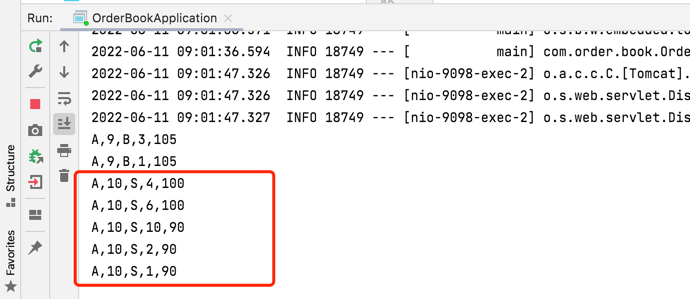 Run: OrderBookApplication ×
2022-06-11 09:01:36.594 INFO 18749 --- [ main] com.order.book.Orde
2022-06-11 09:01:47.326 INFO 18749 --- [nio-9098-exec-2] o.a.c.c.C.[Tomcat].
2022-06-11 09:01:47.326 INFO 18749 --- [nio-9098-exec-2] o.s.web.servlet.Dis
2022-06-11 09:01:47.327 INFO 18749 --- [nio-9098-exec-2] o.s.web.servlet.Dis
A,9,B,3,105
A,9,B,1,105
A,10,S,4,100
A,10,S,6,100
A,10,S,10,90
A,10,S,2,90
A,10,S,1,90
Structure
Favorites